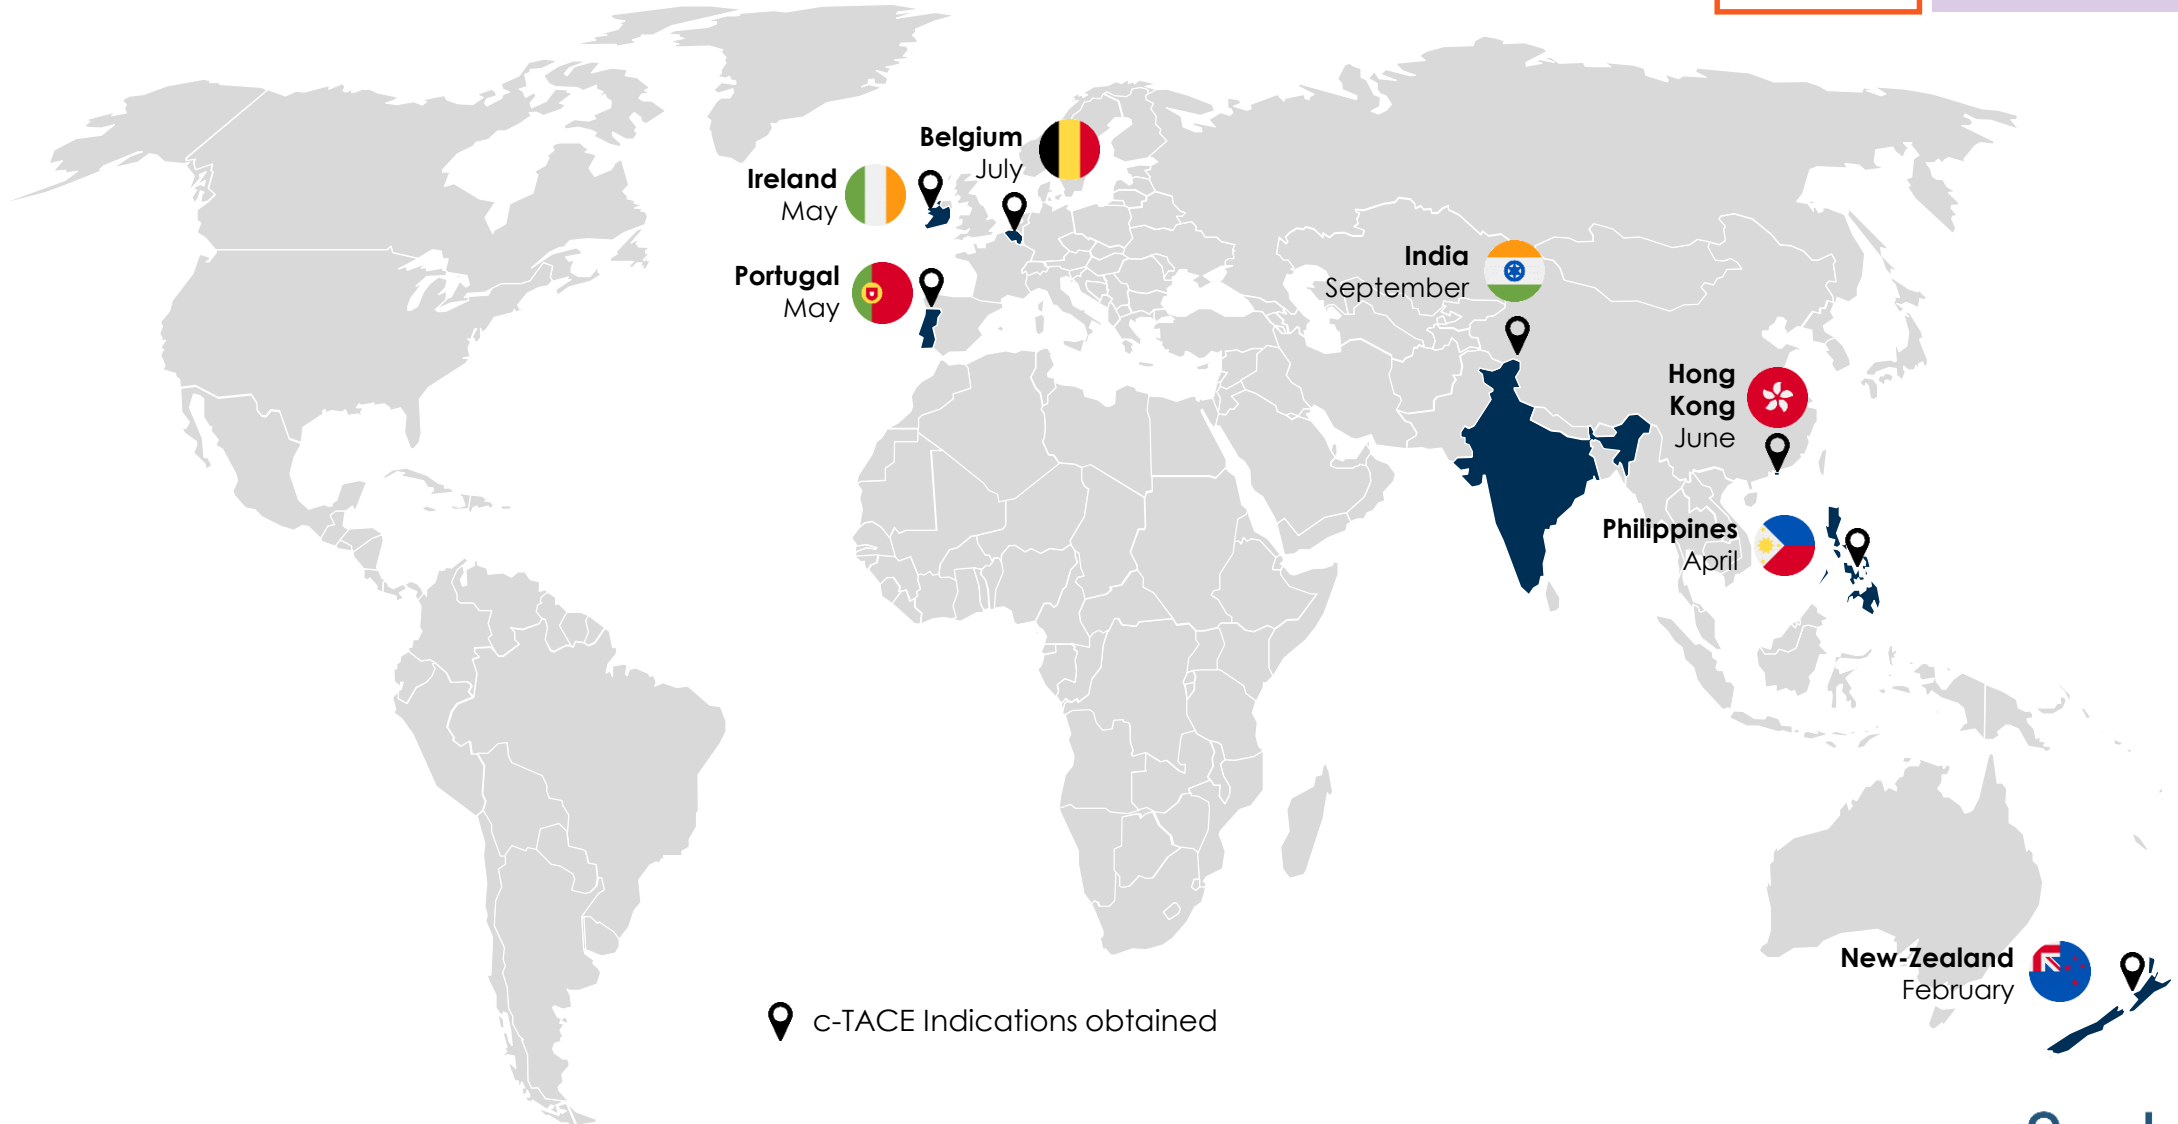 Belgium
July
Ireland
May
Portugal
May
India
September
Hong
Kong
June
Philippines
April
New-Zealand
February
c-TACE Indications obtained